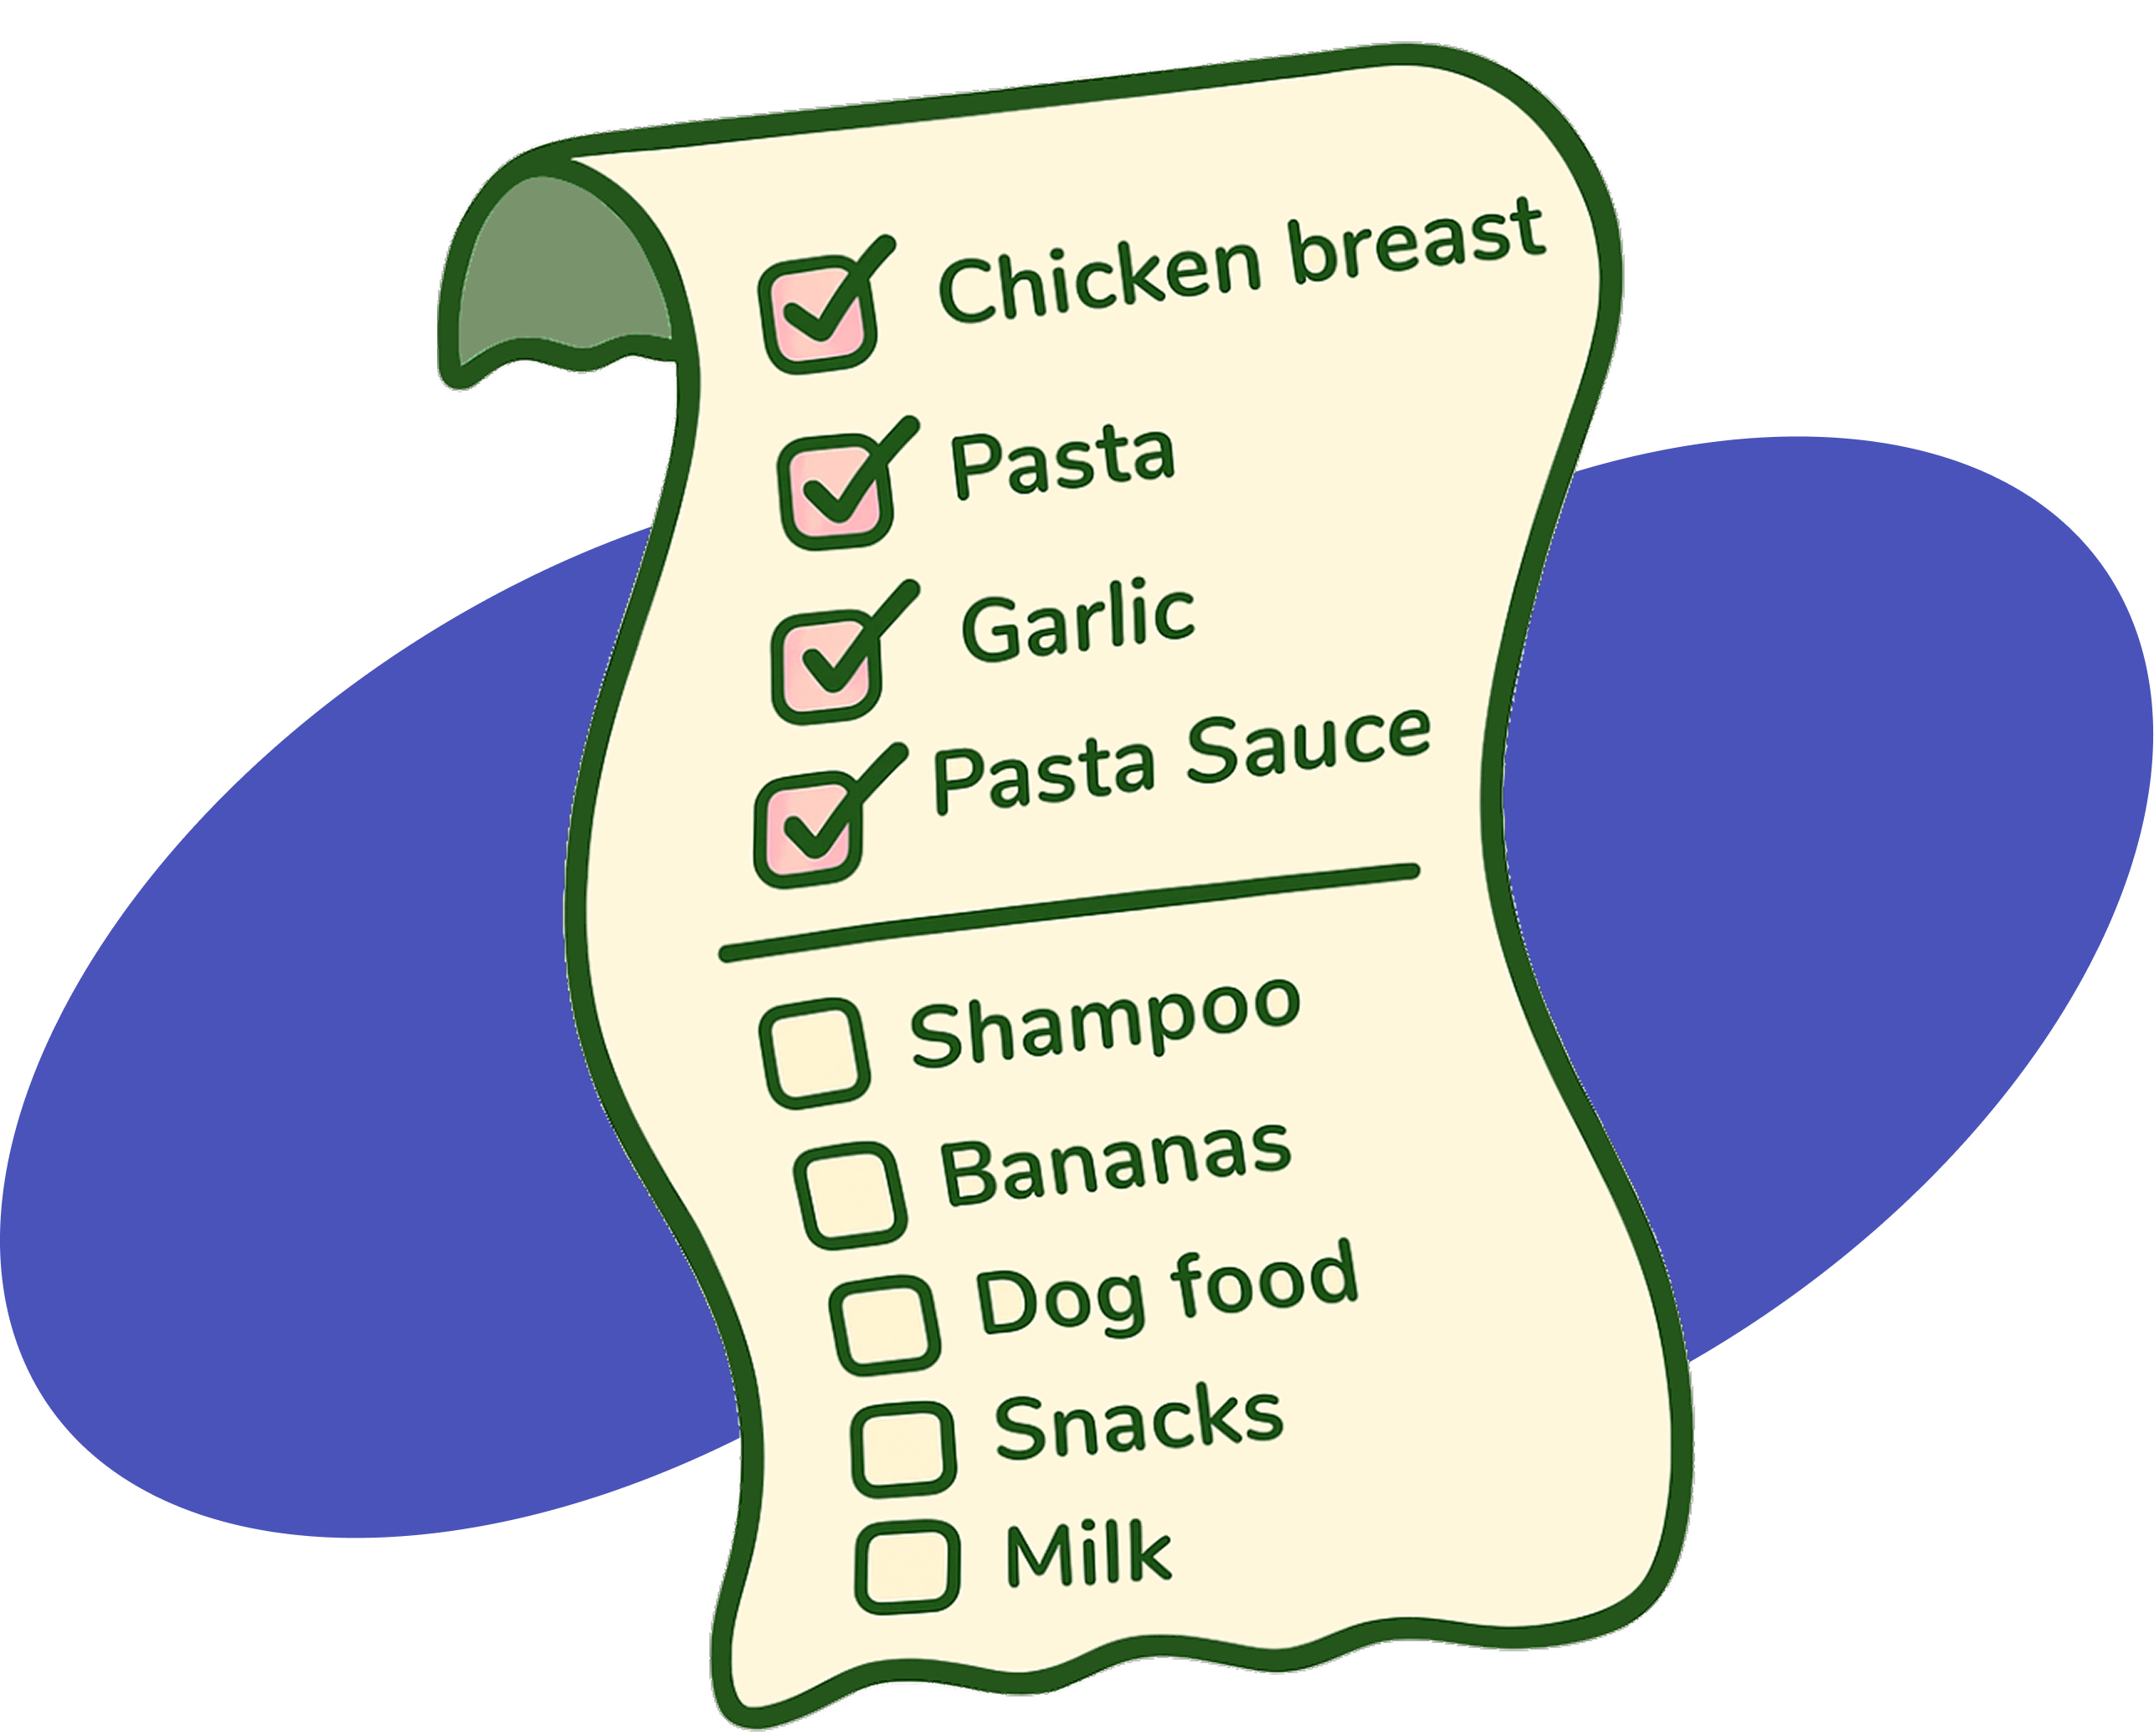 Chicken breast
Pasta
Garlic
Pasta Sauce
Shampoo
Bananas
Dog food
Snacks
Milk